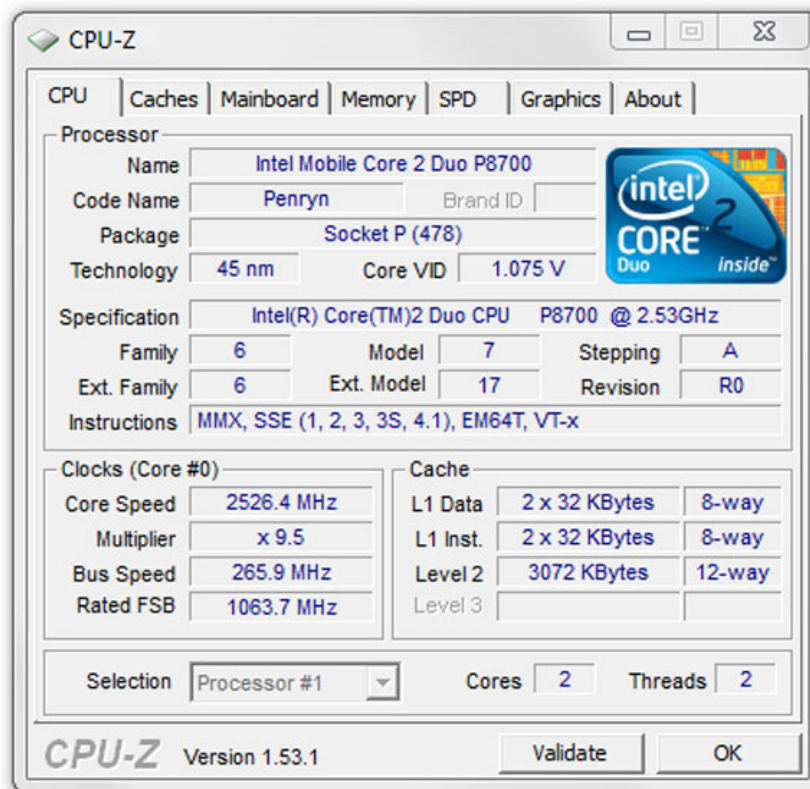 CPU-Z
CPU Caches Mainboard Memory SPD Graphics About
Processor
Name Intel Mobile Core 2 Duo P8700
Code Name Penryn Brand ID
Package Socket P (478)
Technology 45 nm Core VID 1.075 V
intel 2
CORE™
Duo inside™
Specification Intel(R) Core(TM)2 Duo CPU P8700 @ 2.53GHz
Family 6 Model 7 Stepping A
Ext. Family 6 Ext. Model 17 Revision R0
Instructions MMX, SSE (1, 2, 3, 3S, 4.1), EM64T, VT-x
Clocks (Core #0)
Core Speed 2526.4 MHz
Multiplier x 9.5
Bus Speed 265.9 MHz
Rated FSB 1063.7 MHz
Cache
L1 Data 2 x 32 KBytes 8-way
L1 Inst. 2 x 32 KBytes 8-way
Level 2 3072 KBytes 12-way
Level 3
Selection Processor #1 Cores 2 Threads 2
CPU-Z Version 1.53.1 Validate OK